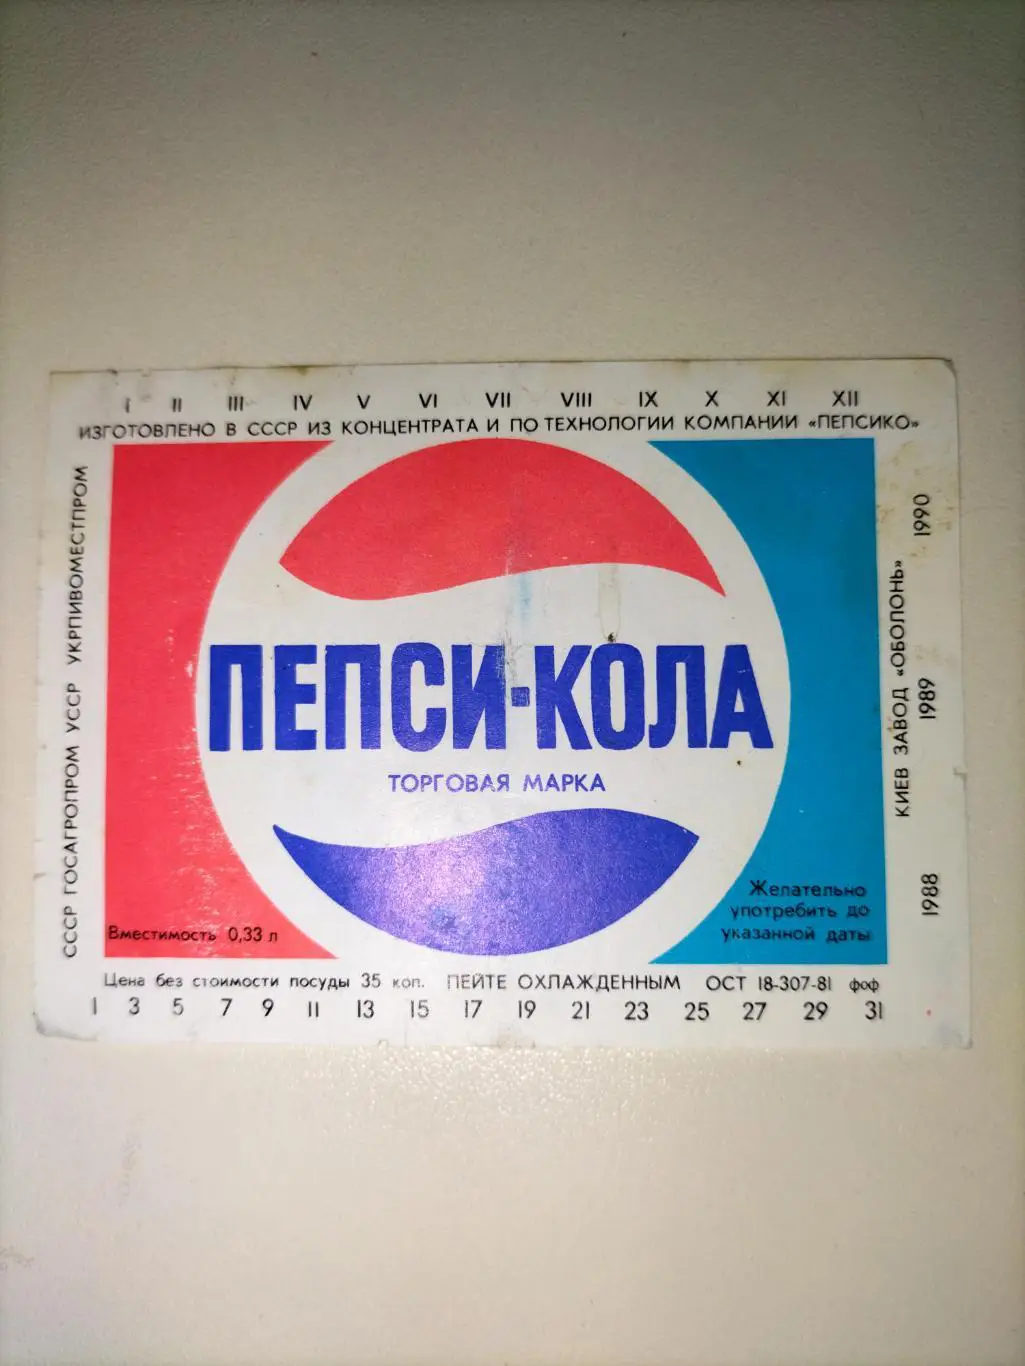 I II III IV V VI VII VIII IX X XI XII
ИЗГОТОВЛЕНО В СССР ИЗ КОНЦЕНТРАТА И ПО ТЕХНОЛОГИИ КОМПАНИИ «ПЕПСИКО»
СССР ГОСАГРОПРОМ УССР УКРПИВОМЕСТПРОМ
ПЕПСИ-КОЛА
ТОРГОВАЯ МАРКА
Вместимость 0,33 л
Желательно
употребить до
указанной даты
КИЕВ ЗАВОД «ОБОЛОНЬ»
1988 1989 1990
Цена без стоимости посуды 35 коп. ПЕЙТЕ ОХЛАЖДЕННЫМ ОСТ 18-307-81 фоф
1 3 5 7 9 11 13 15 17 19 21 23 25 27 29 31